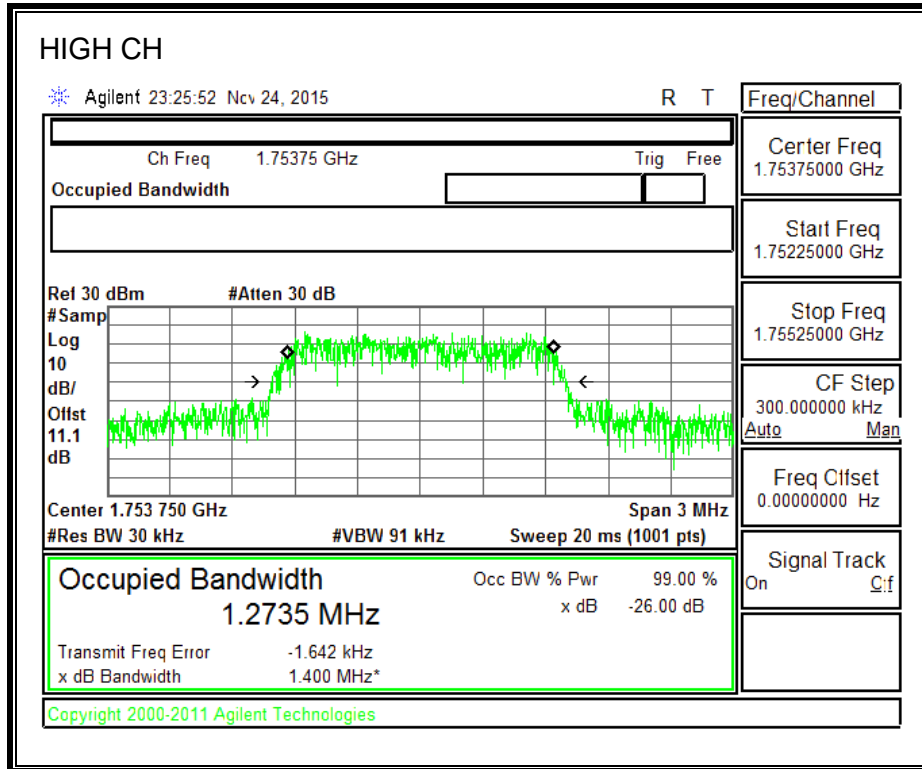 HIGH CH
Agilent 23:25:52 Nov 24, 2015 R T
Freq/Channel
Ch Freq 1.75375 GHz Trig Free
Occupied Bandwidth
Center Freq
1.75375000 GHz
Start Freq
1.75225000 GHz
Stop Freq
1.75525000 GHz
CF Step
300.000000 kHz
Auto Man
Freq Offset
0.00000000 Hz
Signal Track
On Off
Ref 30 dBm #Atten 30 dB
#Samp
Log
10
dB/
Offst
11.1
dB
Center 1.753 750 GHz Span 3 MHz
#Res BW 30 kHz #VBW 91 kHz Sweep 20 ms (1001 pts)
Occupied Bandwidth
1.2735 MHz
Occ BW % Pwr 99.00 %
x dB -26.00 dB
Transmit Freq Error -1.642 kHz
x dB Bandwidth 1.400 MHz*
Copyright 2000-2011 Agilent Technologies